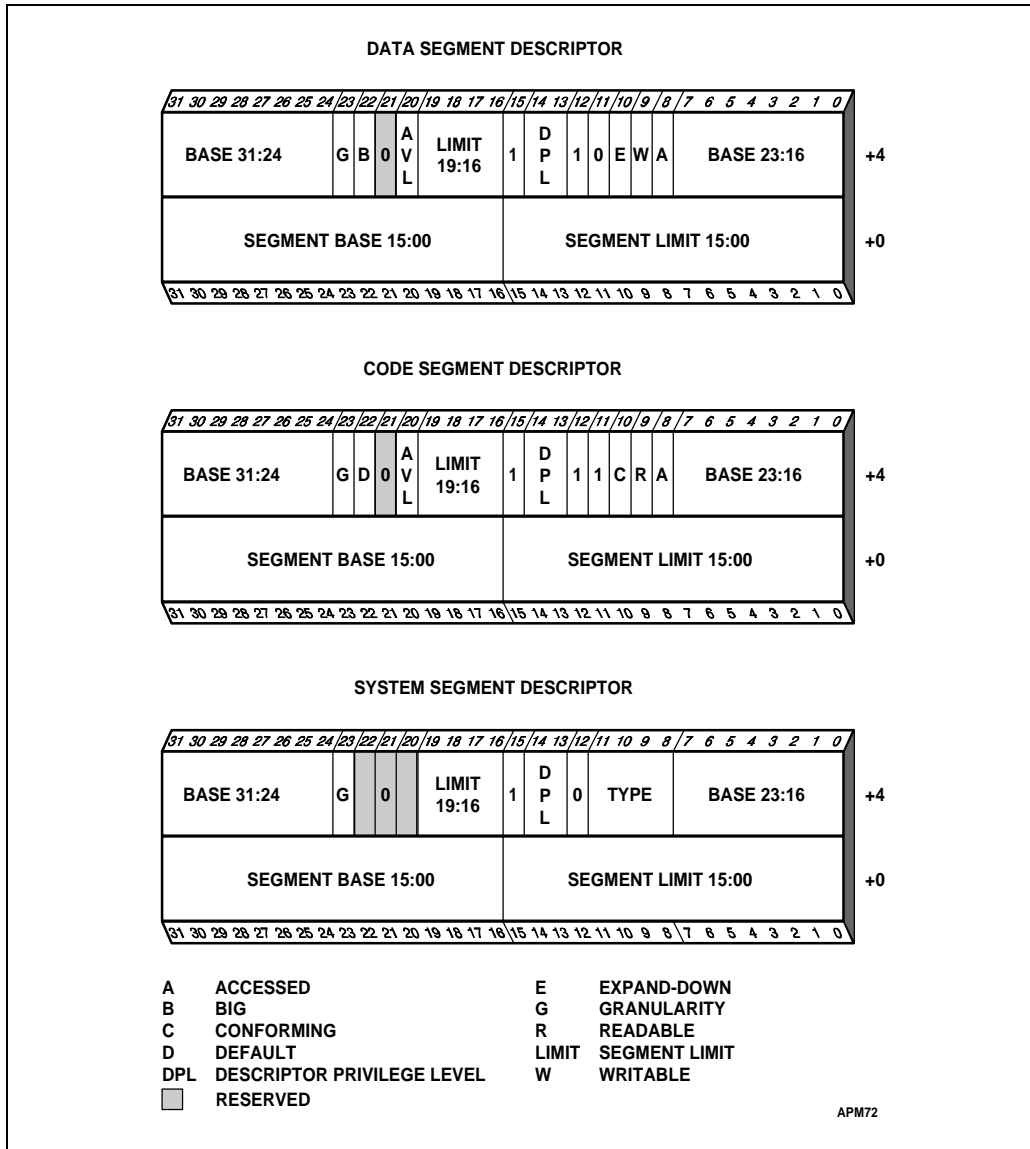 DATA SEGMENT DESCRIPTOR
31 30 29 28 27 26 25 24 23 22 21 20 19 18 17 16 15 14 13 12 11 10 9 8 7 6 5 4 3 2 1 0
BASE 31:24 G B 0 AVL LIMIT 19:16 1 DPL 1 0 E W A BASE 23:16 +4
SEGMENT BASE 15:00 SEGMENT LIMIT 15:00 +0
31 30 29 28 27 26 25 24 23 22 21 20 19 18 17 16 15 14 13 12 11 10 9 8 7 6 5 4 3 2 1 0
CODE SEGMENT DESCRIPTOR
31 30 29 28 27 26 25 24 23 22 21 20 19 18 17 16 15 14 13 12 11 10 9 8 7 6 5 4 3 2 1 0
BASE 31:24 G D 0 AVL LIMIT 19:16 1 DPL 1 1 C R A BASE 23:16 +4
SEGMENT BASE 15:00 SEGMENT LIMIT 15:00 +0
31 30 29 28 27 26 25 24 23 22 21 20 19 18 17 16 15 14 13 12 11 10 9 8 7 6 5 4 3 2 1 0
SYSTEM SEGMENT DESCRIPTOR
31 30 29 28 27 26 25 24 23 22 21 20 19 18 17 16 15 14 13 12 11 10 9 8 7 6 5 4 3 2 1 0
BASE 31:24 G 0 LIMIT 19:16 1 DPL 0 TYPE BASE 23:16 +4
SEGMENT BASE 15:00 SEGMENT LIMIT 15:00 +0
31 30 29 28 27 26 25 24 23 22 21 20 19 18 17 16 15 14 13 12 11 10 9 8 7 6 5 4 3 2 1 0
A ACCESSED E EXPAND-DOWN
B BIG G GRANULARITY
C CONFORMING R READABLE
D DEFAULT LIMIT SEGMENT LIMIT
DPL DESCRIPTOR PRIVILEGE LEVEL W WRITABLE
RESERVED
APM72